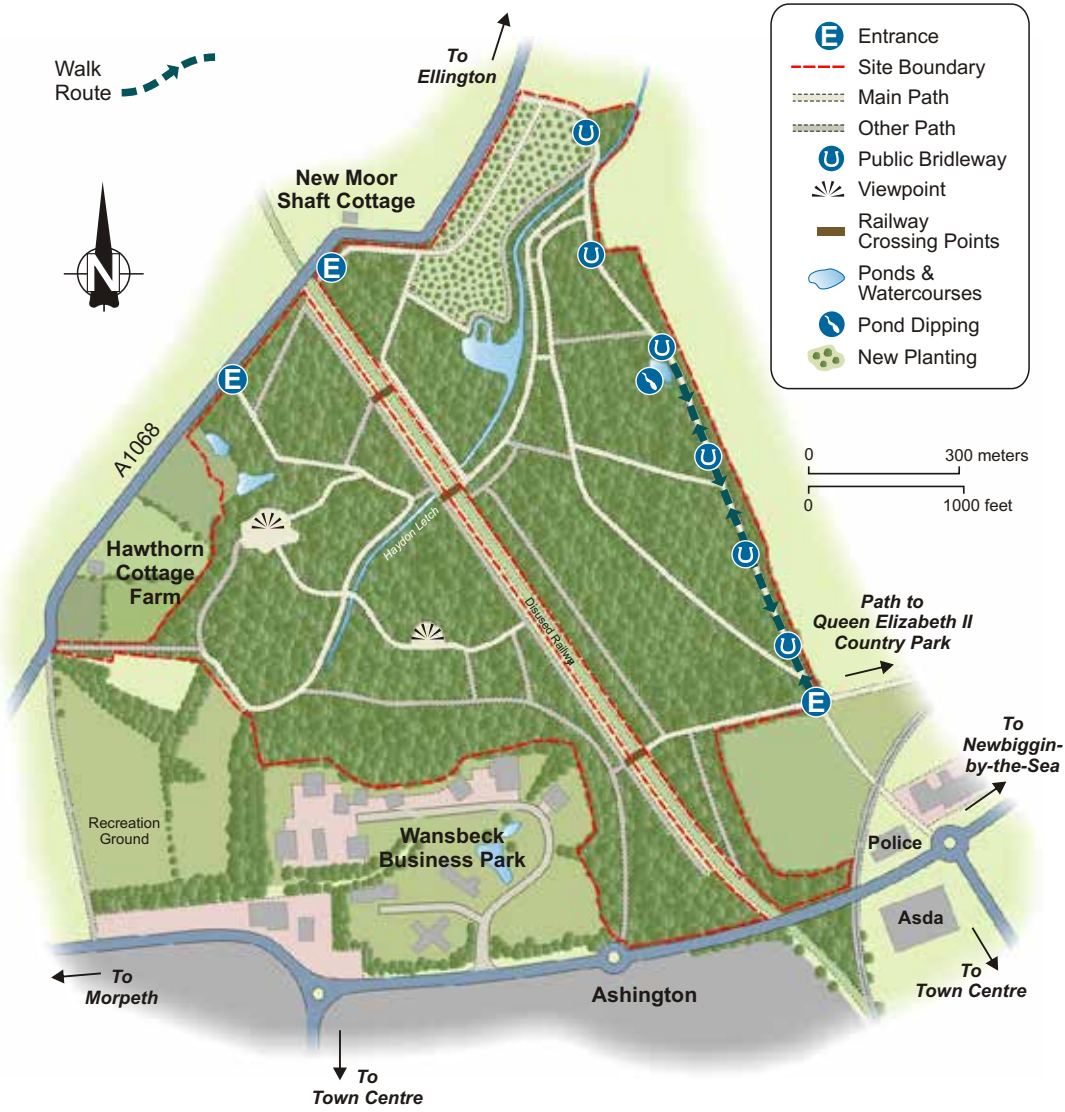 To
Ellington
Walk
Route
E Entrance
Site Boundary
Main Path
Other Path
U Public Bridleway
Viewpoint
Railway
Crossing Points
Ponds &
Watercourses
Pond Dipping
New Planting
N
New Moor
Shaft Cottage
U
U
E
U
E
A1068
0 300 meters
0 1000 feet
U
Haydon Letch
Hawthorn
Cottage
Farm
U
Disused Railway
Path to
Queen Elizabeth II
Country Park
U
E
To
Newbiggin-
by-the-Sea
Recreation
Ground
Wansbeck
Business Park
Police
Asda
To
Town Centre
To
Morpeth
Ashington
To
Town Centre